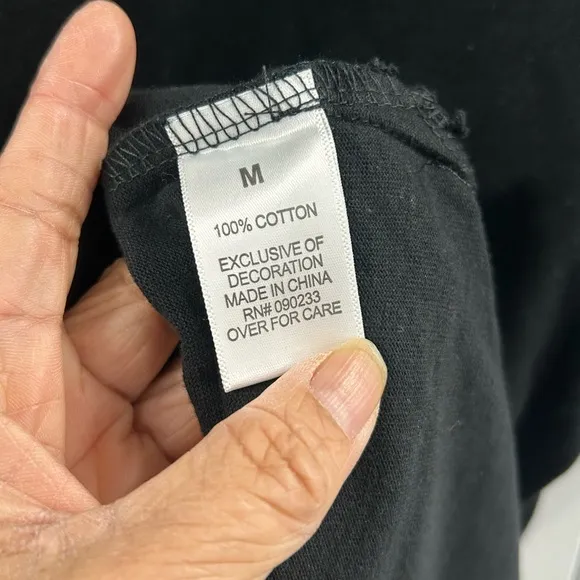 M
100% COTTON
EXCLUSIVE OF
DECORATION
MADE IN CHINA
RN# 090233
OVER FOR CARE